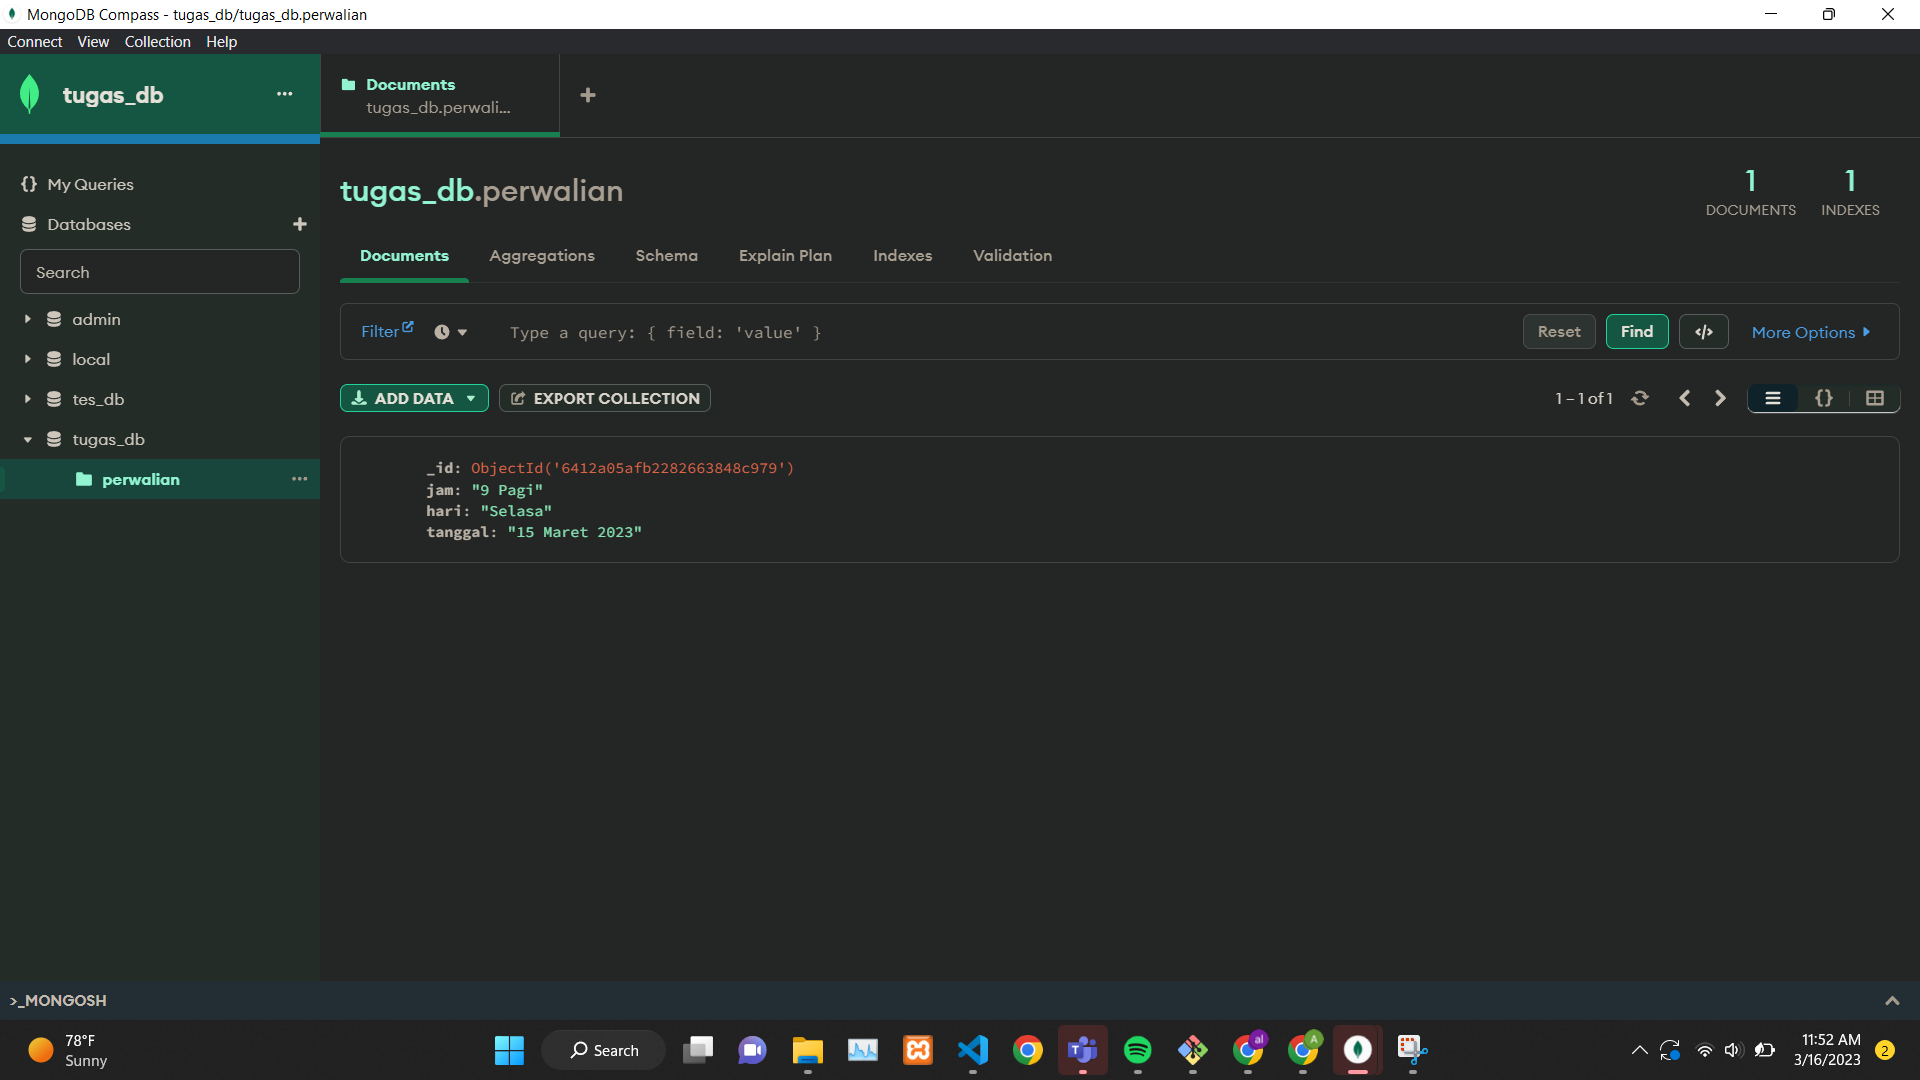 MongoDB Compass - tugas_db/tugas_db.perwalian
Connect View Collection Help
tugas_db ...
Documents
tugas_db.perwali...
My Queries
Databases
Search
admin
local
tes_db
tugas_db
perwalian
tugas_db.perwalian
1 DOCUMENTS
1 INDEXES
Documents Aggregations Schema Explain Plan Indexes Validation
Filter Type a query: { field: 'value' } Reset Find </> More Options
ADD DATA EXPORT COLLECTION 1 – 1 of 1 {}
_id: ObjectId('6412a05afb2282663848c979')
jam: "9 Pagi"
hari: "Selasa"
tanggal: "15 Maret 2023"
>_MONGOSH
78°F
Sunny
Search
al
A
11:52 AM
3/16/2023
2